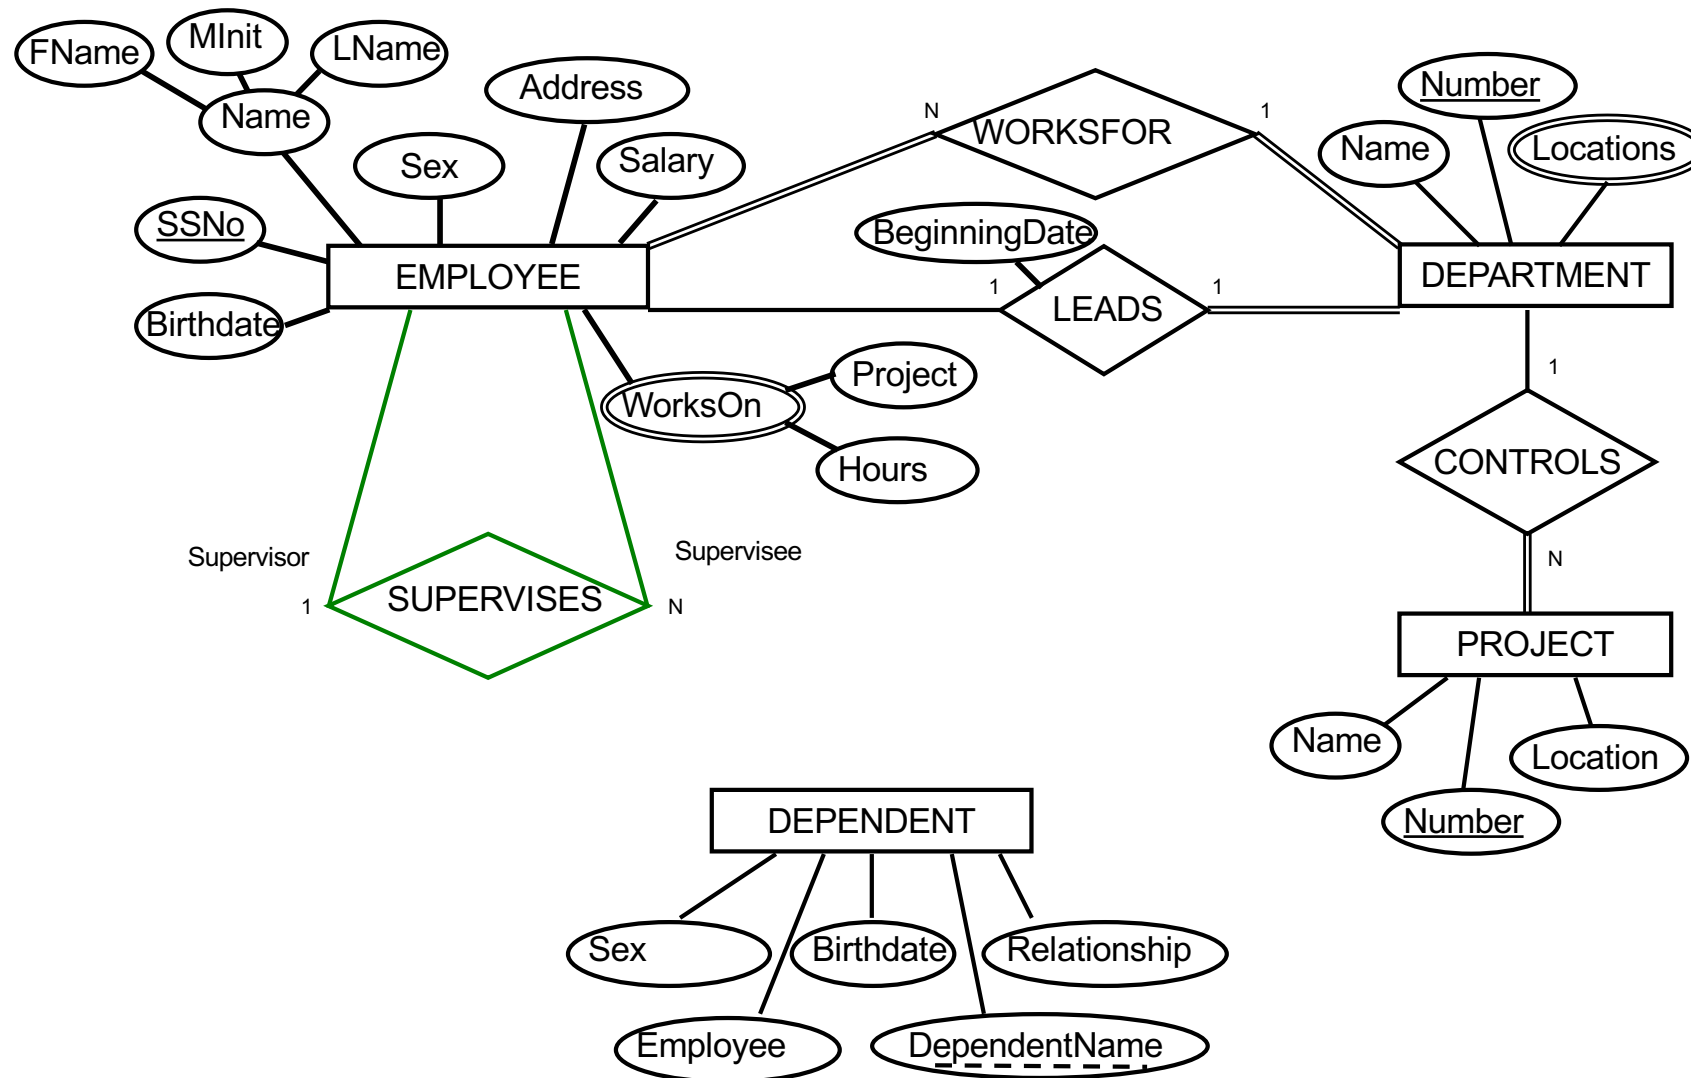 FName
MInit
LName
Name
Address
Sex
Salary
SSNo
Birthdate
EMPLOYEE
N
WORKSFOR
1
Number
Name
Locations
BeginningDate
1
LEADS
1
DEPARTMENT
WorksOn
Project
Hours
1
CONTROLS
N
Supervisor
Supervisee
1
SUPERVISES
N
PROJECT
Name
Number
Location
DEPENDENT
Sex
Birthdate
Relationship
Employee
DependentName